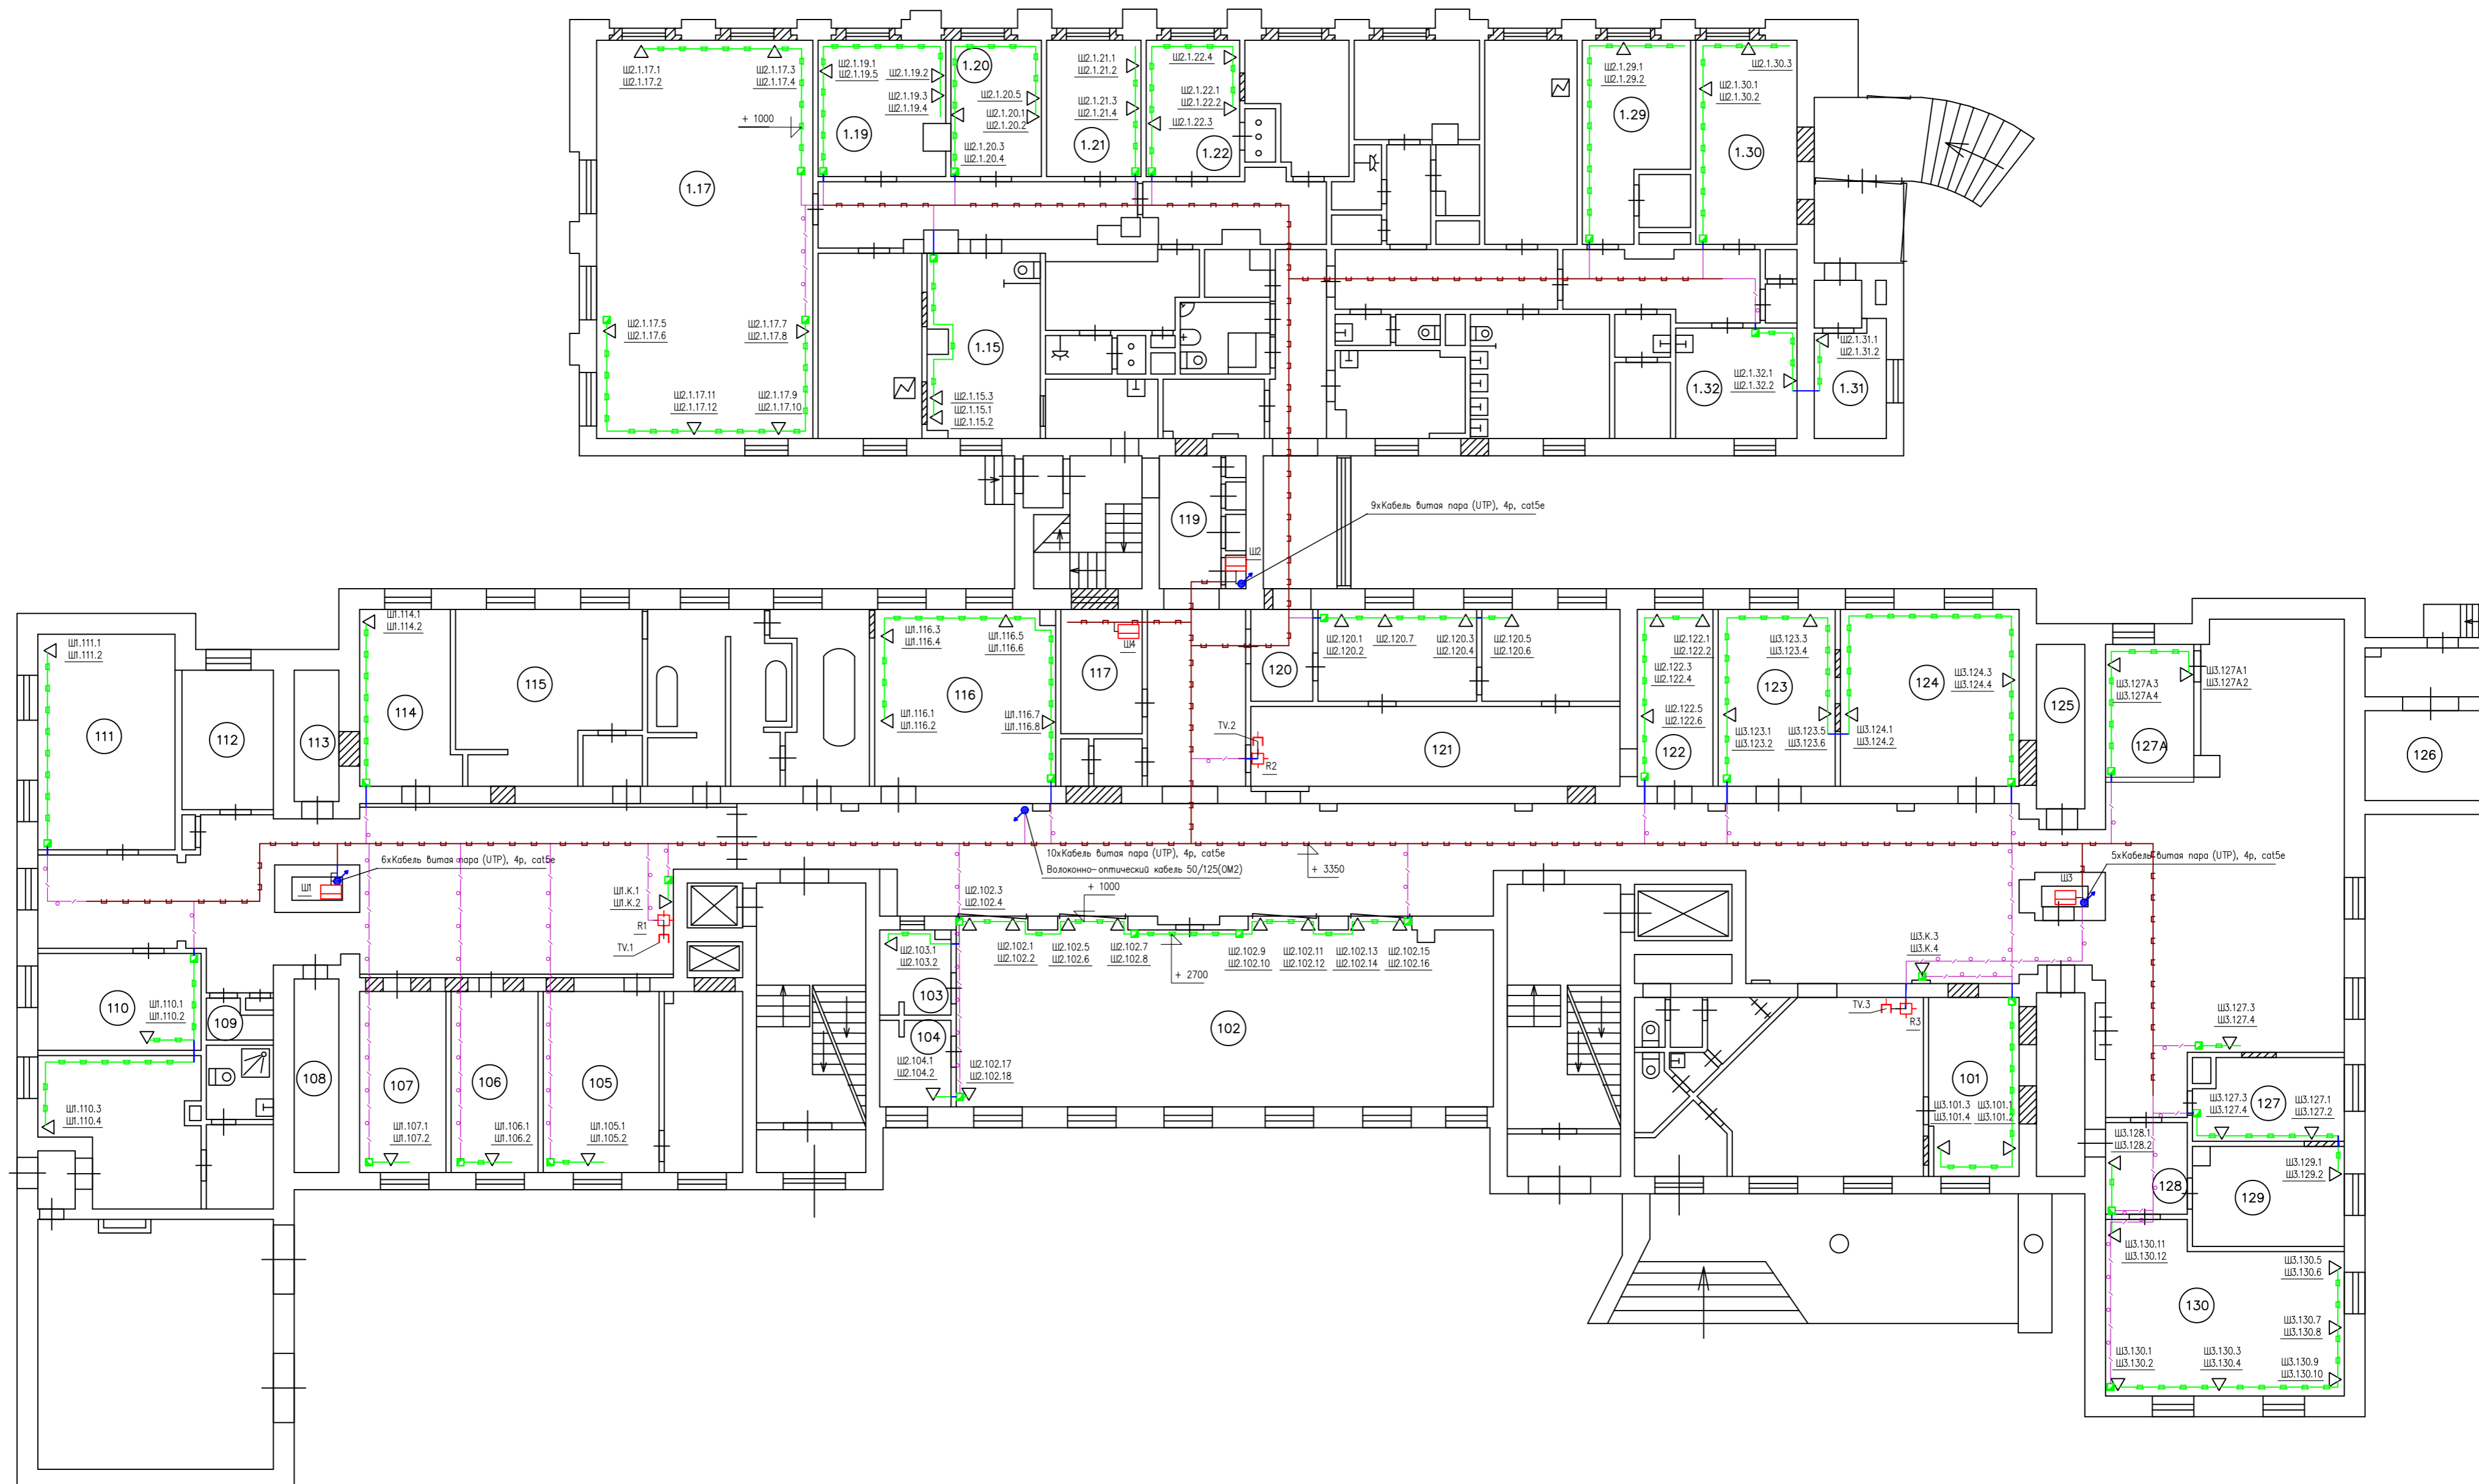 Ш2.1.17.1
Ш2.1.17.2
Ш2.1.17.3
Ш2.1.17.4
+ 1000
1.17
Ш2.1.17.5
Ш2.1.17.6
Ш2.1.17.7
Ш2.1.17.8
Ш2.1.17.11
Ш2.1.17.12
Ш2.1.17.9
Ш2.1.17.10
Ш2.1.19.1
Ш2.1.19.5
Ш2.1.19.2
Ш2.1.19.3
Ш2.1.19.4
1.19
1.20
Ш2.1.20.5
Ш2.1.20.1
Ш2.1.20.2
Ш2.1.20.3
Ш2.1.20.4
Ш2.1.21.1
Ш2.1.21.2
Ш2.1.21.3
Ш2.1.21.4
1.21
Ш2.1.22.4
Ш2.1.22.1
Ш2.1.22.2
Ш2.1.22.3
1.22
Ш2.1.29.1
Ш2.1.29.2
1.29
Ш2.1.30.3
Ш2.1.30.1
Ш2.1.30.2
1.30
1.15
Ш2.1.15.3
Ш2.1.15.1
Ш2.1.15.2
Ш2.1.31.1
Ш2.1.31.2
Ш2.1.32.1
Ш2.1.32.2
1.32
1.31
119
Ш2
9хКабель витая пара (UTP), 4p, cat5e
Ш1.111.1
Ш1.111.2
111
112
113
Ш1.114.1
Ш1.114.2
114
115
Ш1.116.3
Ш1.116.4
Ш1.116.5
Ш1.116.6
116
Ш1.116.1
Ш1.116.2
Ш1.116.7
Ш1.116.8
Ш4
117
120
Ш2.120.1
Ш2.120.2
Ш2.120.7
Ш2.120.3
Ш2.120.4
Ш2.120.5
Ш2.120.6
TV.2
R2
121
Ш2.122.1
Ш2.122.2
Ш2.122.3
Ш2.122.4
Ш2.122.5
Ш2.122.6
122
Ш3.123.3
Ш3.123.4
123
Ш3.123.1
Ш3.123.2
Ш3.123.5
Ш3.123.6
124
Ш3.124.3
Ш3.124.4
Ш3.124.1
Ш3.124.2
125
Ш3.127А.1
Ш3.127А.2
Ш3.127А.3
Ш3.127А.4
127А
126
Ш1
6хКабель витая пара (UTP), 4p, cat5e
Ш1.К.1
Ш1.К.2
R1
TV.1
10хКабель витая пара (UTP), 4p, cat5e
Волоконно-оптический кабель 50/125(ОМ2)
+ 3350
+ 1000
+ 2700
Ш3
5хКабель витая пара (UTP), 4p, cat5e
Ш2.102.3
Ш2.102.4
Ш2.103.1
Ш2.103.2
Ш2.102.1
Ш2.102.2
Ш2.102.5
Ш2.102.6
Ш2.102.7
Ш2.102.8
Ш2.102.9
Ш2.102.10
Ш2.102.11
Ш2.102.12
Ш2.102.13
Ш2.102.14
Ш2.102.15
Ш2.102.16
103
104
102
Ш2.104.1
Ш2.104.2
Ш2.102.17
Ш2.102.18
110
Ш1.110.1
Ш1.110.2
109
Ш1.110.3
Ш1.110.4
108
107
106
105
Ш1.107.1
Ш1.107.2
Ш1.106.1
Ш1.106.2
Ш1.105.1
Ш1.105.2
Ш3.К.3
Ш3.К.4
TV.3
R3
101
Ш3.101.3
Ш3.101.4
Ш3.101.1
Ш3.101.2
Ш3.127.3
Ш3.127.4
Ш3.127.3
Ш3.127.4
127
Ш3.127.1
Ш3.127.2
Ш3.128.1
Ш3.128.2
128
129
Ш3.129.1
Ш3.129.2
Ш3.130.11
Ш3.130.12
Ш3.130.5
Ш3.130.6
130
Ш3.130.7
Ш3.130.8
Ш3.130.1
Ш3.130.2
Ш3.130.3
Ш3.130.4
Ш3.130.9
Ш3.130.10